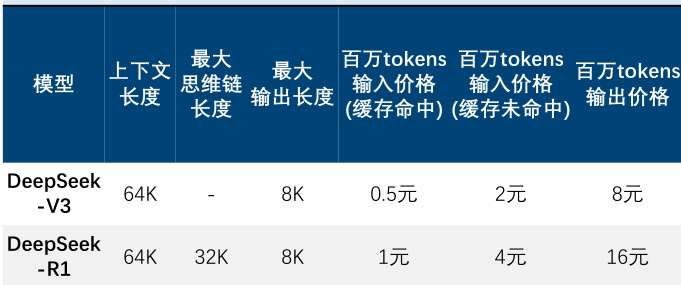 模型
上下文
长度
最大
思维链
长度
最大
输出长度
百万tokens
输入价格
(缓存命中)
百万tokens
输入价格
(缓存未命中)
百万tokens
输出价格
DeepSeek
-V3
64K
-
8K
0.5元
2元
8元
DeepSeek
-R1
64K
32K
8K
1元
4元
16元